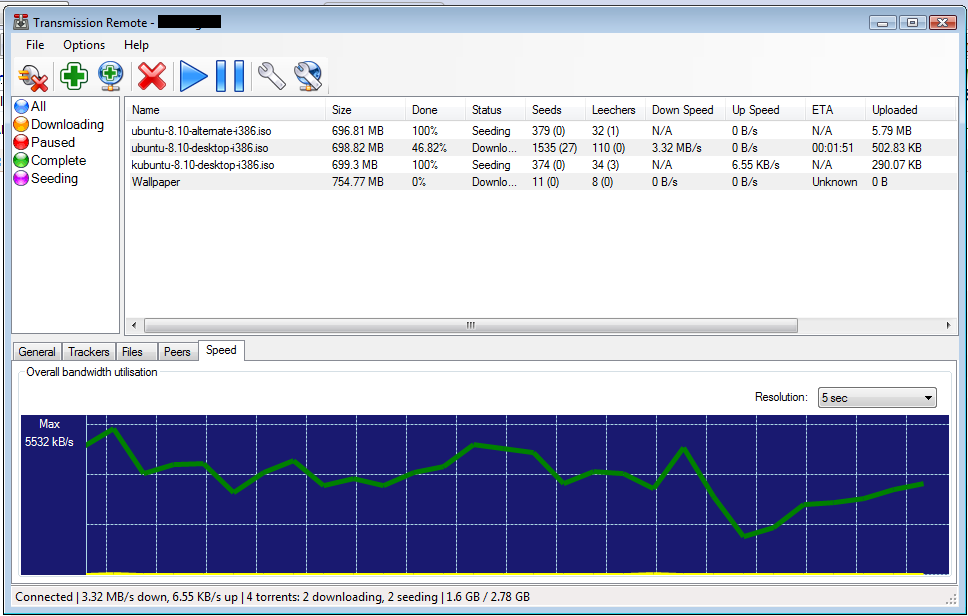 Transmission Remote -
File Options Help
All
Downloading
Paused
Complete
Seeding
Name Size Done Status Seeds Leechers Down Speed Up Speed ETA Uploaded
ubuntu-8.10-alternate-i386.iso 696.81 MB 100% Seeding 379 (0) 32 (1) N/A 0 B/s N/A 5.79 MB
ubuntu-8.10-desktop-i386.iso 698.82 MB 46.82% Downlo... 1535 (27) 110 (0) 3.32 MB/s 0 B/s 00:01:51 502.83 KB
kubuntu-8.10-desktop-i386.iso 699.3 MB 100% Seeding 374 (0) 34 (3) N/A 6.55 KB/s N/A 290.07 KB
Wallpaper 754.77 MB 0% Downlo... 11 (0) 8 (0) 0 B/s 0 B/s Unknown 0 B
General Trackers Files Peers Speed
Overall bandwidth utilisation
Resolution: 5 sec
Max
5532 kB/s
Connected | 3.32 MB/s down, 6.55 KB/s up | 4 torrents: 2 downloading, 2 seeding | 1.6 GB / 2.78 GB